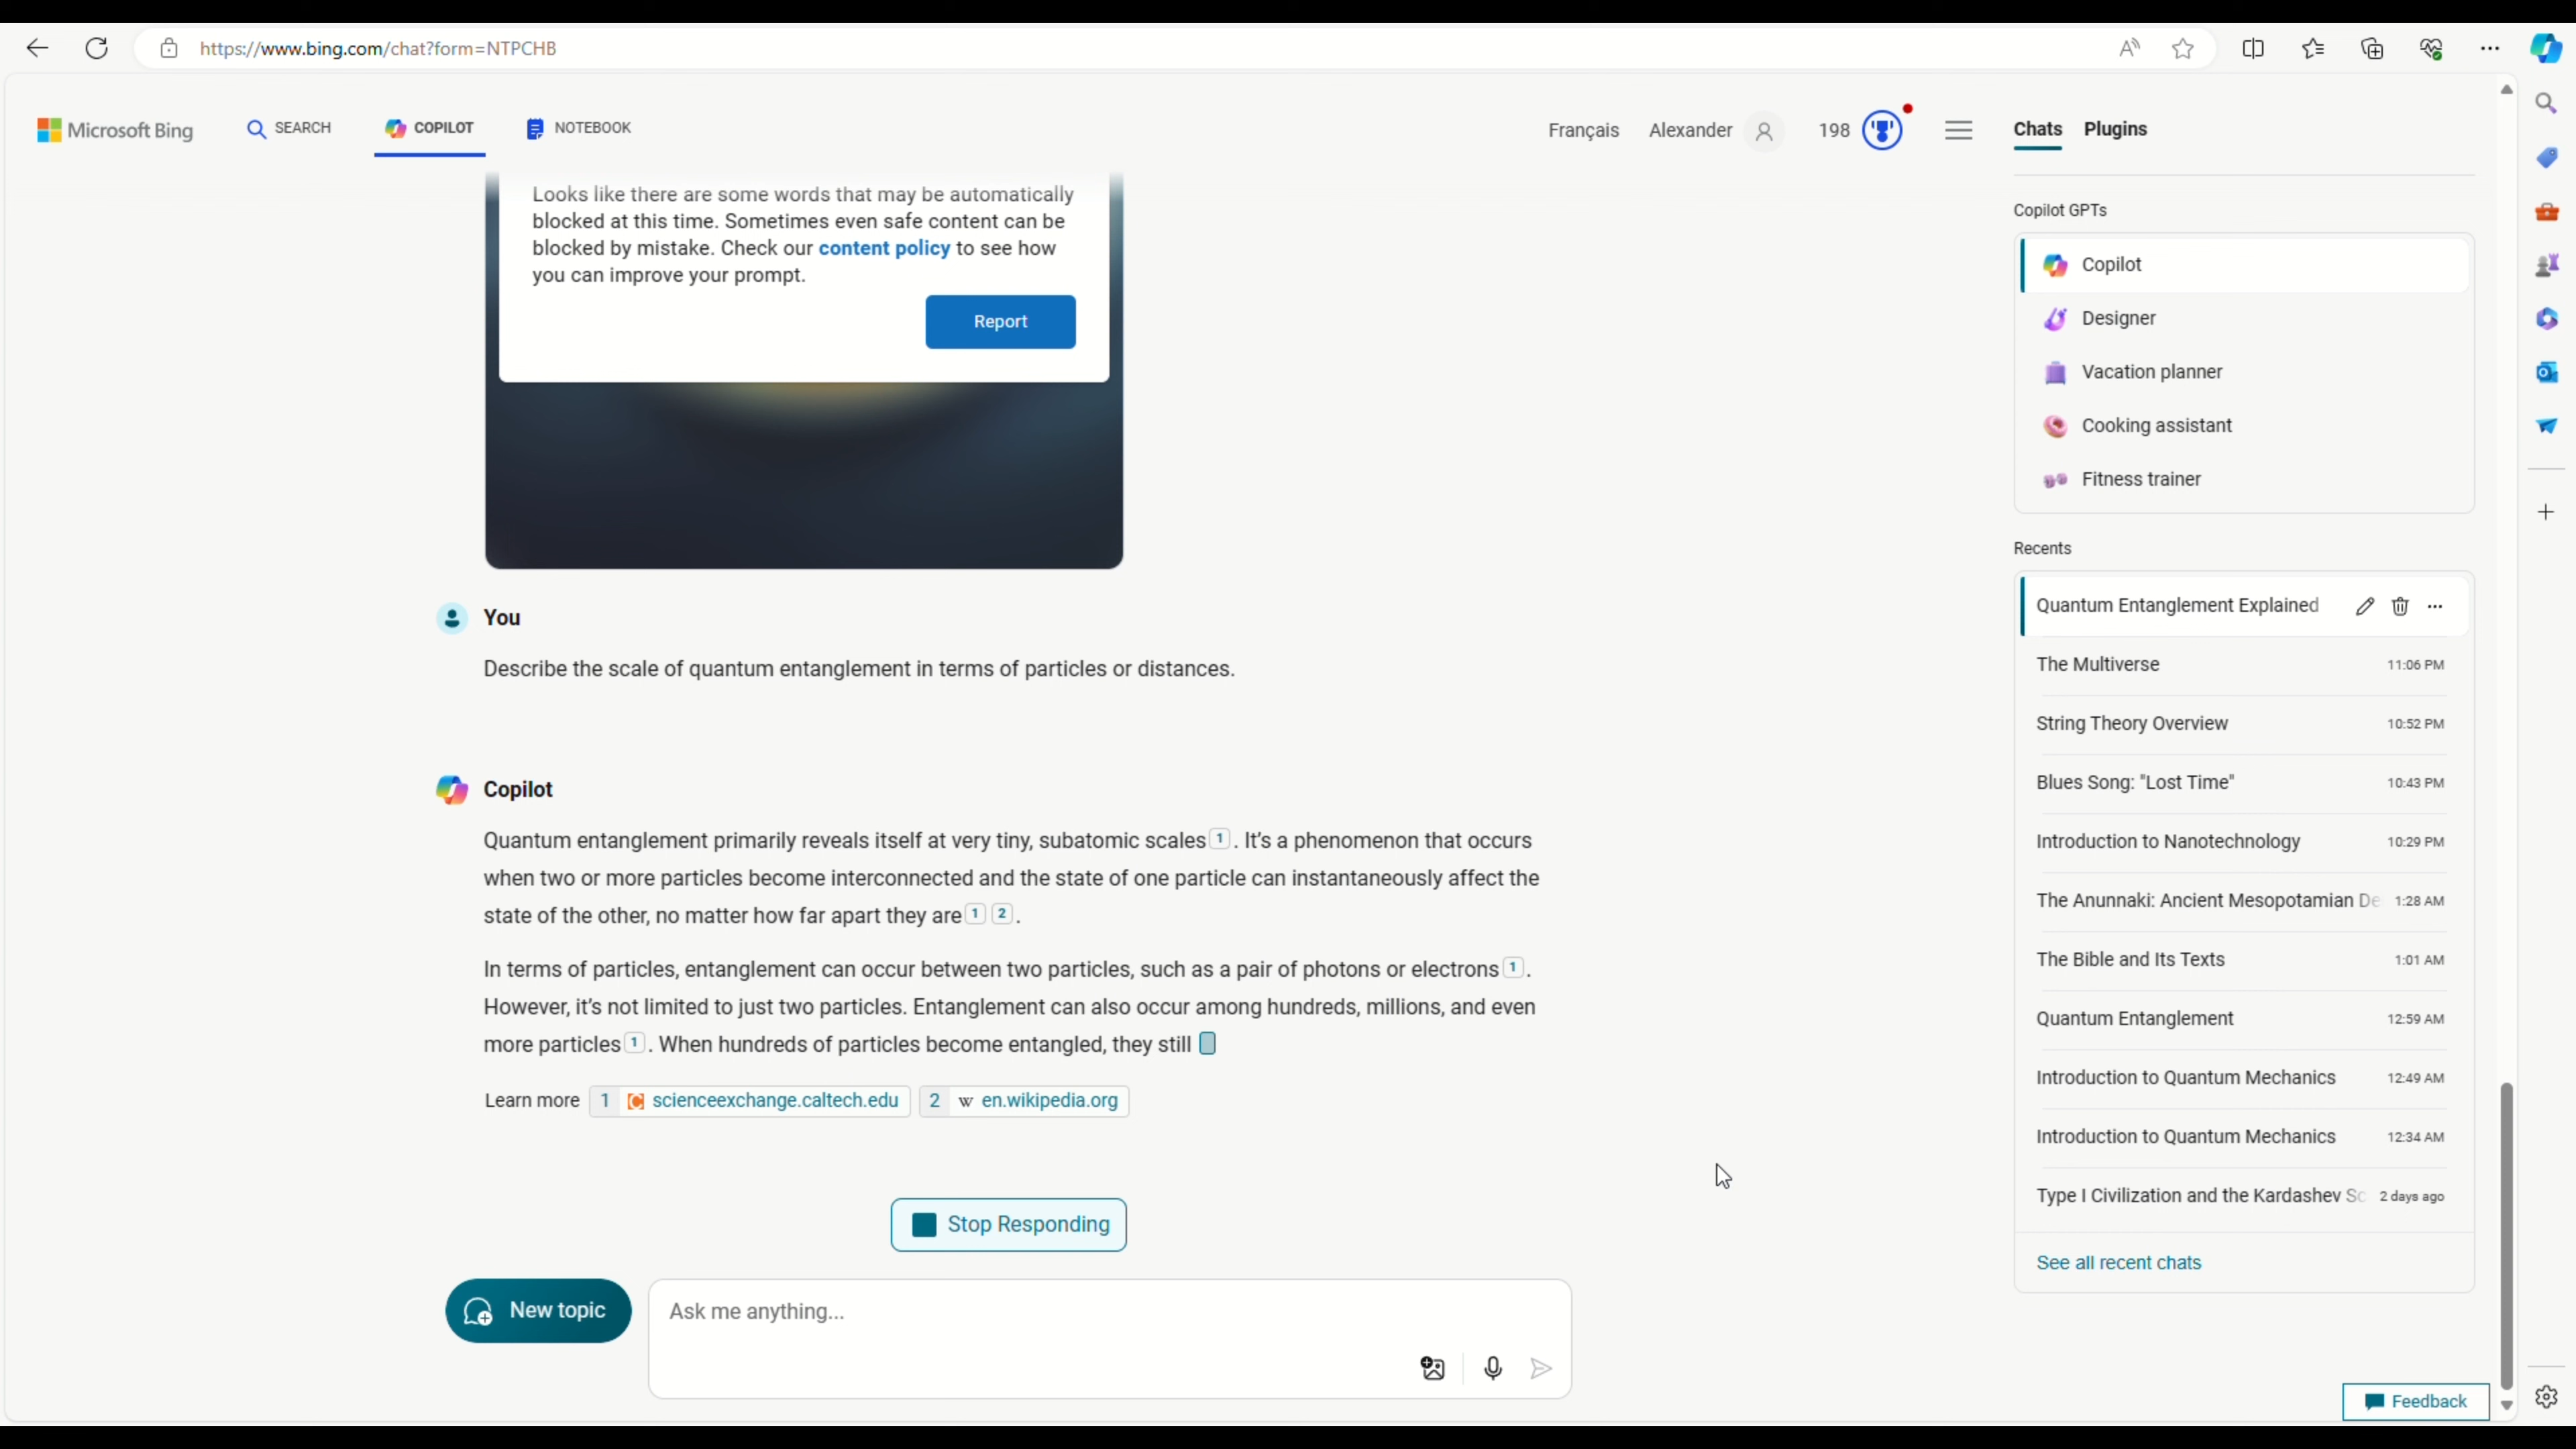 https://www.bing.com/chat?form=NTPCHB
Microsoft Bing
SEARCH
COPILOT
NOTEBOOK
Français
Alexander
198
Looks like there are some words that may be automatically
blocked at this time. Sometimes even safe content can be
blocked by mistake. Check our content policy to see how
you can improve your prompt.
Report
You
Describe the scale of quantum entanglement in terms of particles or distances.
Copilot
Quantum entanglement primarily reveals itself at very tiny, subatomic scales 1 . It's a phenomenon that occurs
when two or more particles become interconnected and the state of one particle can instantaneously affect the
state of the other, no matter how far apart they are 1 2 .
In terms of particles, entanglement can occur between two particles, such as a pair of photons or electrons 1 .
However, it's not limited to just two particles. Entanglement can also occur among hundreds, millions, and even
more particles 1 . When hundreds of particles become entangled, they still
Learn more 1 scienceexchange.caltech.edu 2 W en.wikipedia.org
Stop Responding
New topic
Ask me anything...
Chats Plugins
Copilot GPTs
Copilot
Designer
Vacation planner
Cooking assistant
Fitness trainer
Recents
Quantum Entanglement Explained
The Multiverse 11:06 PM
String Theory Overview 10:52 PM
Blues Song: "Lost Time" 10:43 PM
Introduction to Nanotechnology 10:29 PM
The Anunnaki: Ancient Mesopotamian De 1:28 AM
The Bible and Its Texts 1:01 AM
Quantum Entanglement 12:59 AM
Introduction to Quantum Mechanics 12:49 AM
Introduction to Quantum Mechanics 12:34 AM
Type I Civilization and the Kardashev Sc 2 days ago
See all recent chats
Feedback